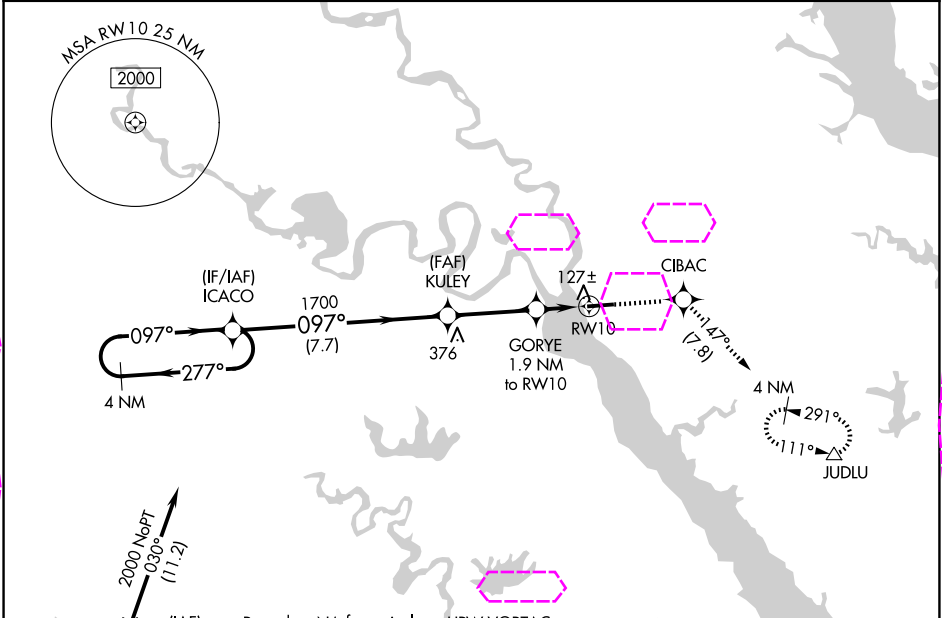 MSA RW10 25 NM
2000
(IF/IAF)
ICACO
097°
277°
4 NM
1700
097°
(7.7)
(FAF)
KULEY
376
GORYE
1.9 NM
to RW10
127±
RW10
CIBAC
147°
(7.8)
4 NM
291°
111°
JUDLU
2000 NoPT
030°
(11.2)